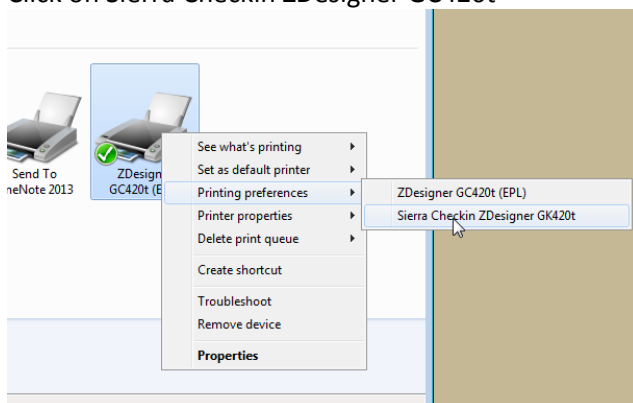 Click on Sierra Checkin ZDesigner GC420t
See what's printing
Set as default printer
Printing preferences
Printer properties
Delete print queue
Create shortcut
Troubleshoot
Remove device
Properties
ZDesigner GC420t (EPL)
Sierra Checkin ZDesigner GK420t
Send To
neNote 2013
ZDesign
GC420t (E